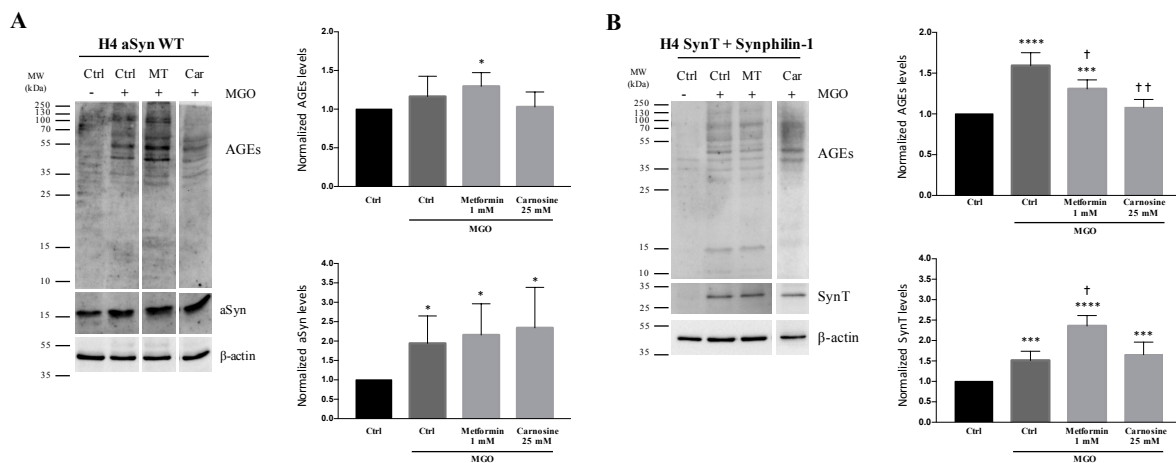 A
H4 aSyn WT
MW
(kDa)
Ctrl Ctrl MT Car
- + + + MGO
250
130
100
70
55
35
25
15
10
AGEs
15
aSyn
55
35
β-actin
Normalized AGEs levels
2.0
1.5
1.0
0.5
0.0
*
Ctrl Ctrl Metformin Carnosine
1 mM 25 mM
MGO
Normalized aSyn levels
4.0
3.5
3.0
2.5
2.0
1.5
1.0
0.5
0.0
* * *
Ctrl Ctrl Metformin Carnosine
1 mM 25 mM
MGO
B
H4 SynT + Synphilin-1
MW
(kDa)
Ctrl Ctrl MT Car
- + + + MGO
250
130
100
70
55
35
25
15
10
AGEs
35
25
SynT
55
35
β-actin
Normalized AGEs levels
2.0
1.5
1.0
0.5
0.0
****
†
***
††
Ctrl Ctrl Metformin Carnosine
1 mM 25 mM
MGO
Normalized SynT levels
4.0
3.5
3.0
2.5
2.0
1.5
1.0
0.5
0.0
***
†
****
***
Ctrl Ctrl Metformin Carnosine
1 mM 25 mM
MGO